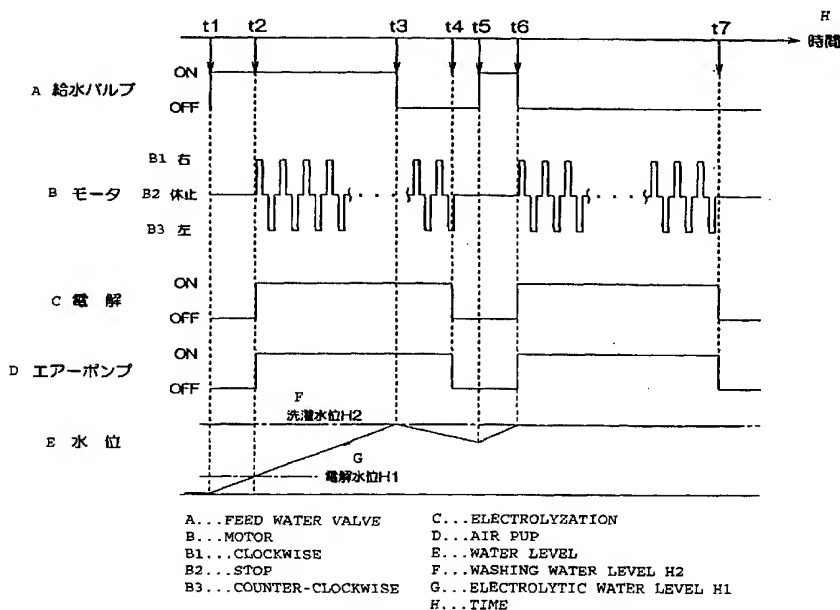 H
t1 t2 t3 t4 t5 t6 t7
時間
ON
A 給水バルブ
OFF
B1 右
B モータ B2 休止
B3 左
ON
C 電 解
OFF
ON
D エアーポンプ
OFF
F
洗濯水位H2
E 水 位
G
電解水位H1
A...FEED WATER VALVE C...ELECTROLYZATION
B...MOTOR D...AIR PUP
B1...CLOCKWISE E...WATER LEVEL
B2...STOP F...WASHING WATER LEVEL H2
B3...COUNTER-CLOCKWISE G...ELECTROLYTIC WATER LEVEL H1
H...TIME